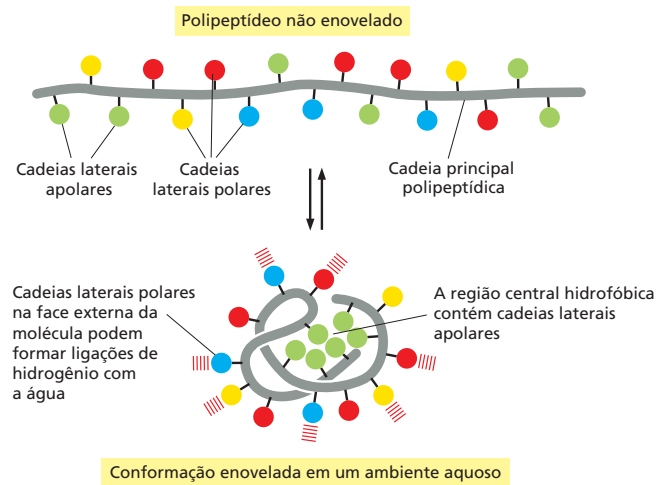 Polipeptídeo não enovelado
Cadeias laterais
apolares
Cadeias
laterais polares
Cadeia principal
polipeptídica
Cadeias laterais polares
na face externa da
molécula podem
formar ligações de
hidrogênio com
a água
A região central hidrofóbica
contém cadeias laterais
apolares
Conformação enovelada em um ambiente aquoso